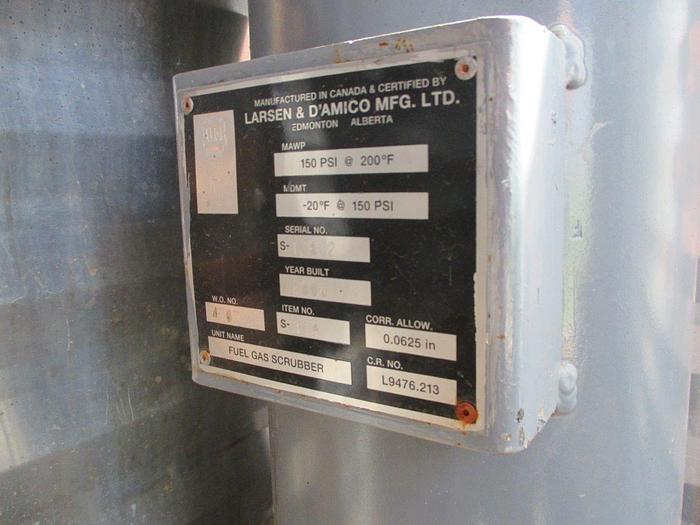 MANUFACTURED IN CANADA & CERTIFIED BY
LARSEN & D'AMICO MFG. LTD.
EDMONTON ALBERTA
MAWP
150 PSI @ 200°F
MDMT
-20°F @ 150 PSI
SERIAL NO.
S-
YEAR BUILT
W.O. NO.
ITEM NO.
S-
CORR. ALLOW.
0.0625 in
UNIT NAME
FUEL GAS SCRUBBER
C.R. NO.
L9476.213